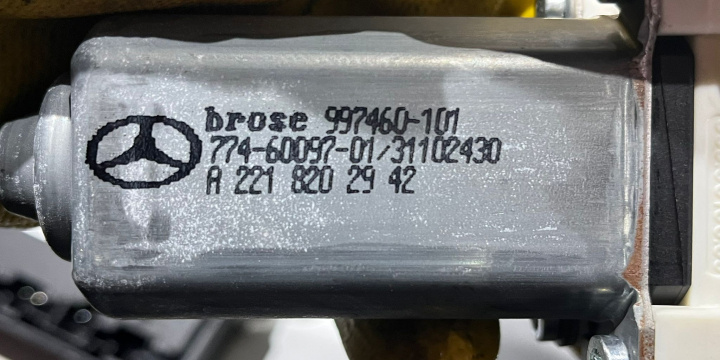 brose 997460-101
774-60097-01/31102430
A 221 820 29 42